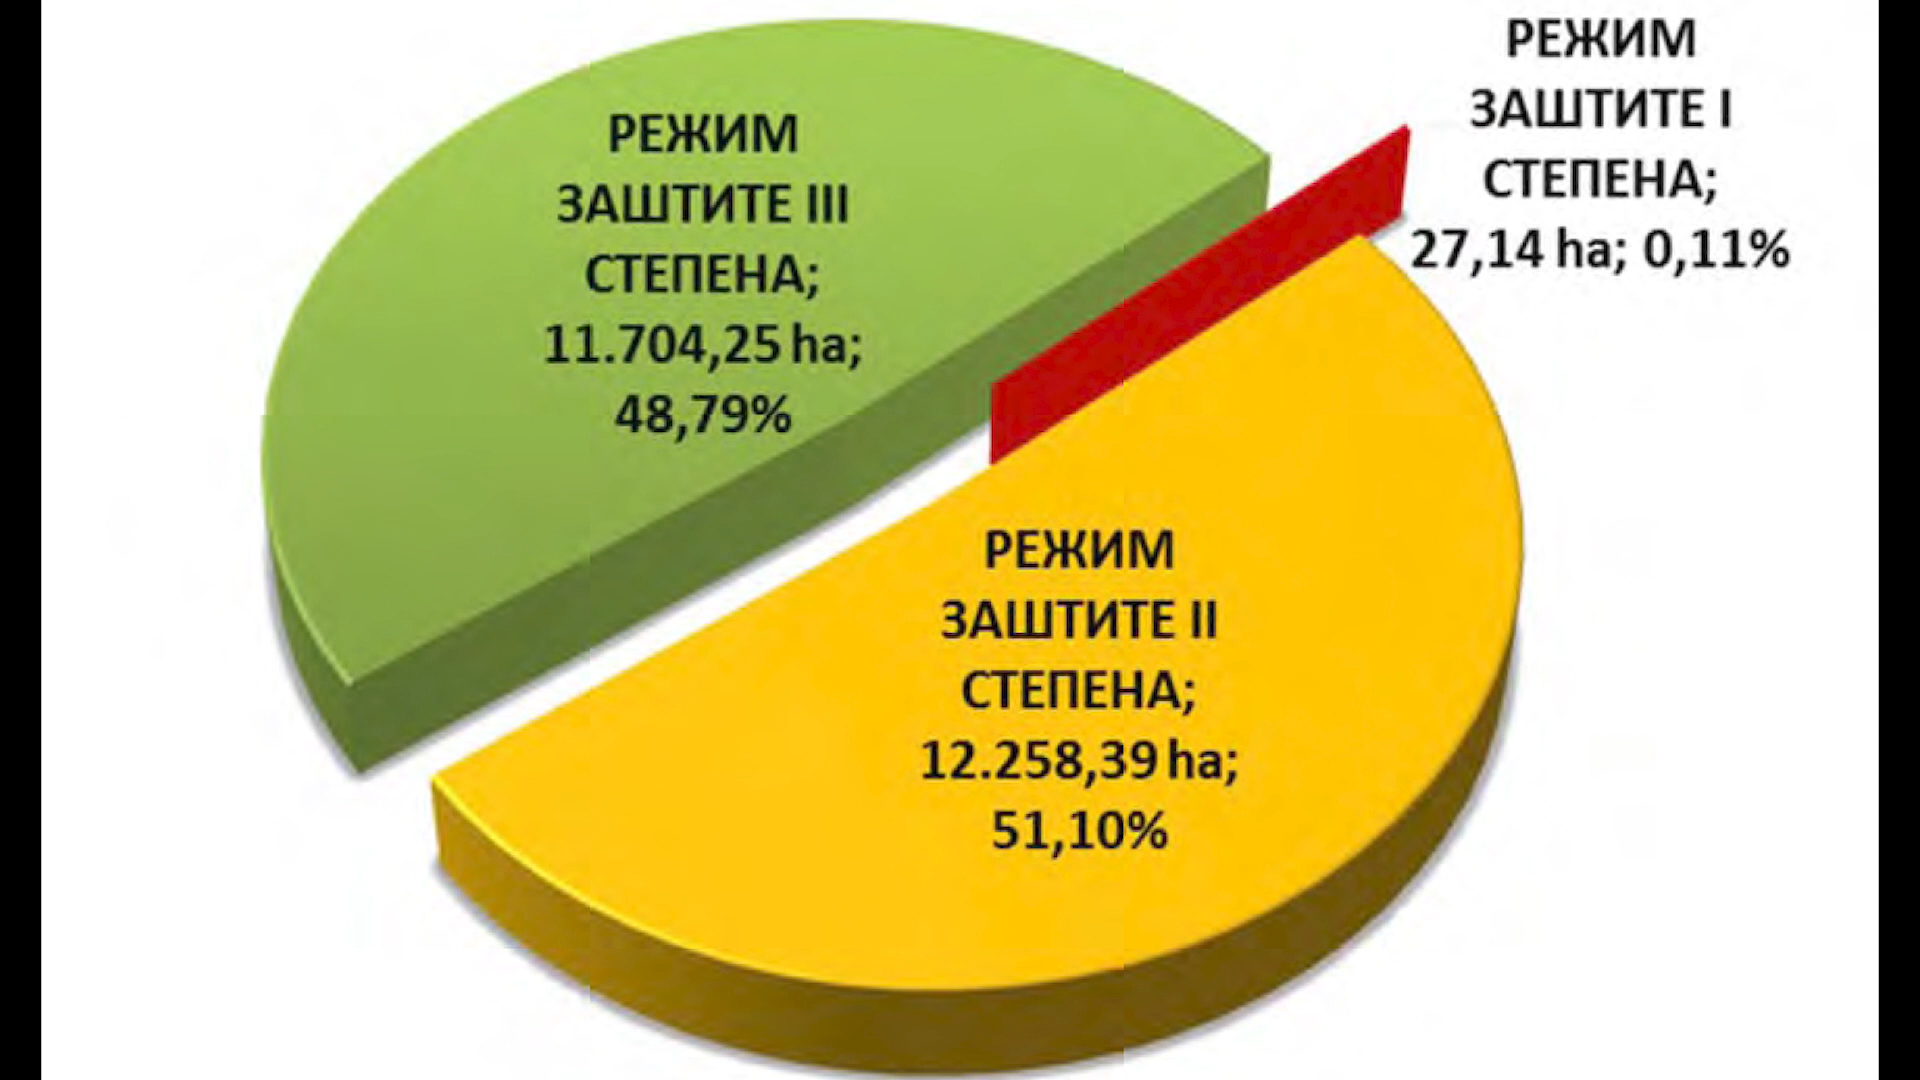 РЕЖИМ
ЗАШТИТЕ III
СТЕПЕНА;
11.704,25 ha;
48,79%
РЕЖИМ
ЗАШТИТЕ I
СТЕПЕНА;
27,14 ha; 0,11%
РЕЖИМ
ЗАШТИТЕ II
СТЕПЕНА;
12.258,39 ha;
51,10%